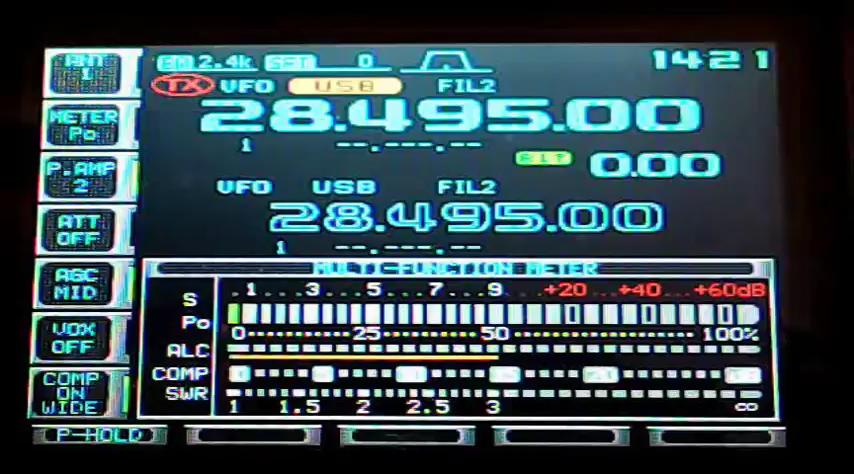 ANT 1
BW 2.4k SFT 0
14:21
TX VFO USB FIL2
METER Po
28.495.00
1 --.---.--
P.AMP 2
RIT 0.00
VFO USB FIL2
ATT OFF
28.495.00
1 --.---.--
MULTI-FUNCTION METER
AGC MID
S 1 3 5 7 9 +20 +40 +60dB
Po
0 25 50 100%
VOX OFF
ALC
COMP
SWR
COMP ON WIDE
1 1.5 2 2.5 3 ∞
P-HOLD